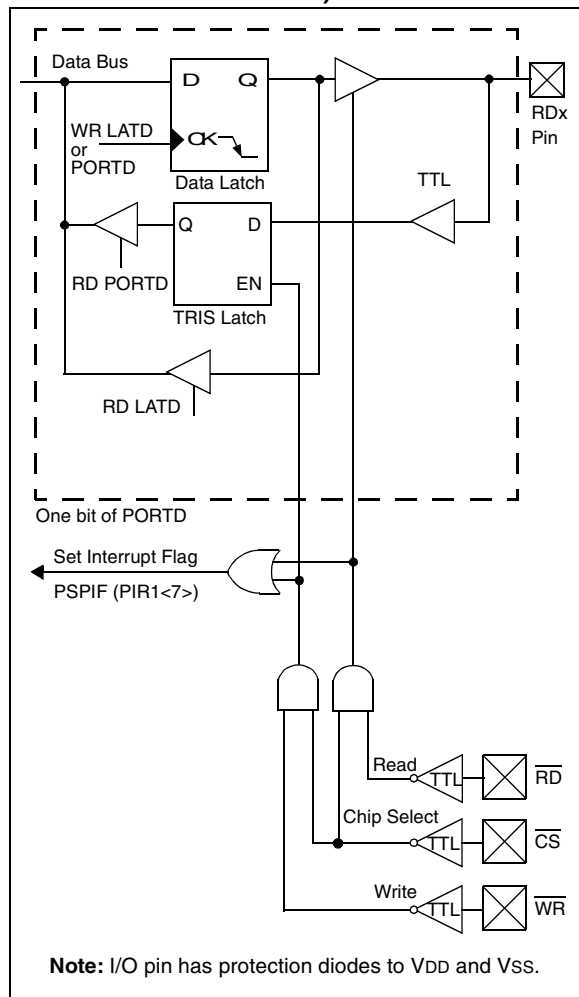 Data Bus
D Q
RDx
Pin
WR LATD
or
PORTD
CK
Data Latch
TTL
Q D
RD PORTD
EN
TRIS Latch
RD LATD
One bit of PORTD
Set Interrupt Flag
PSPIF (PIR1<7>)
Read
TTL
RD
Chip Select
TTL
CS
Write
TTL
WR
Note: I/O pin has protection diodes to VDD and VSS.